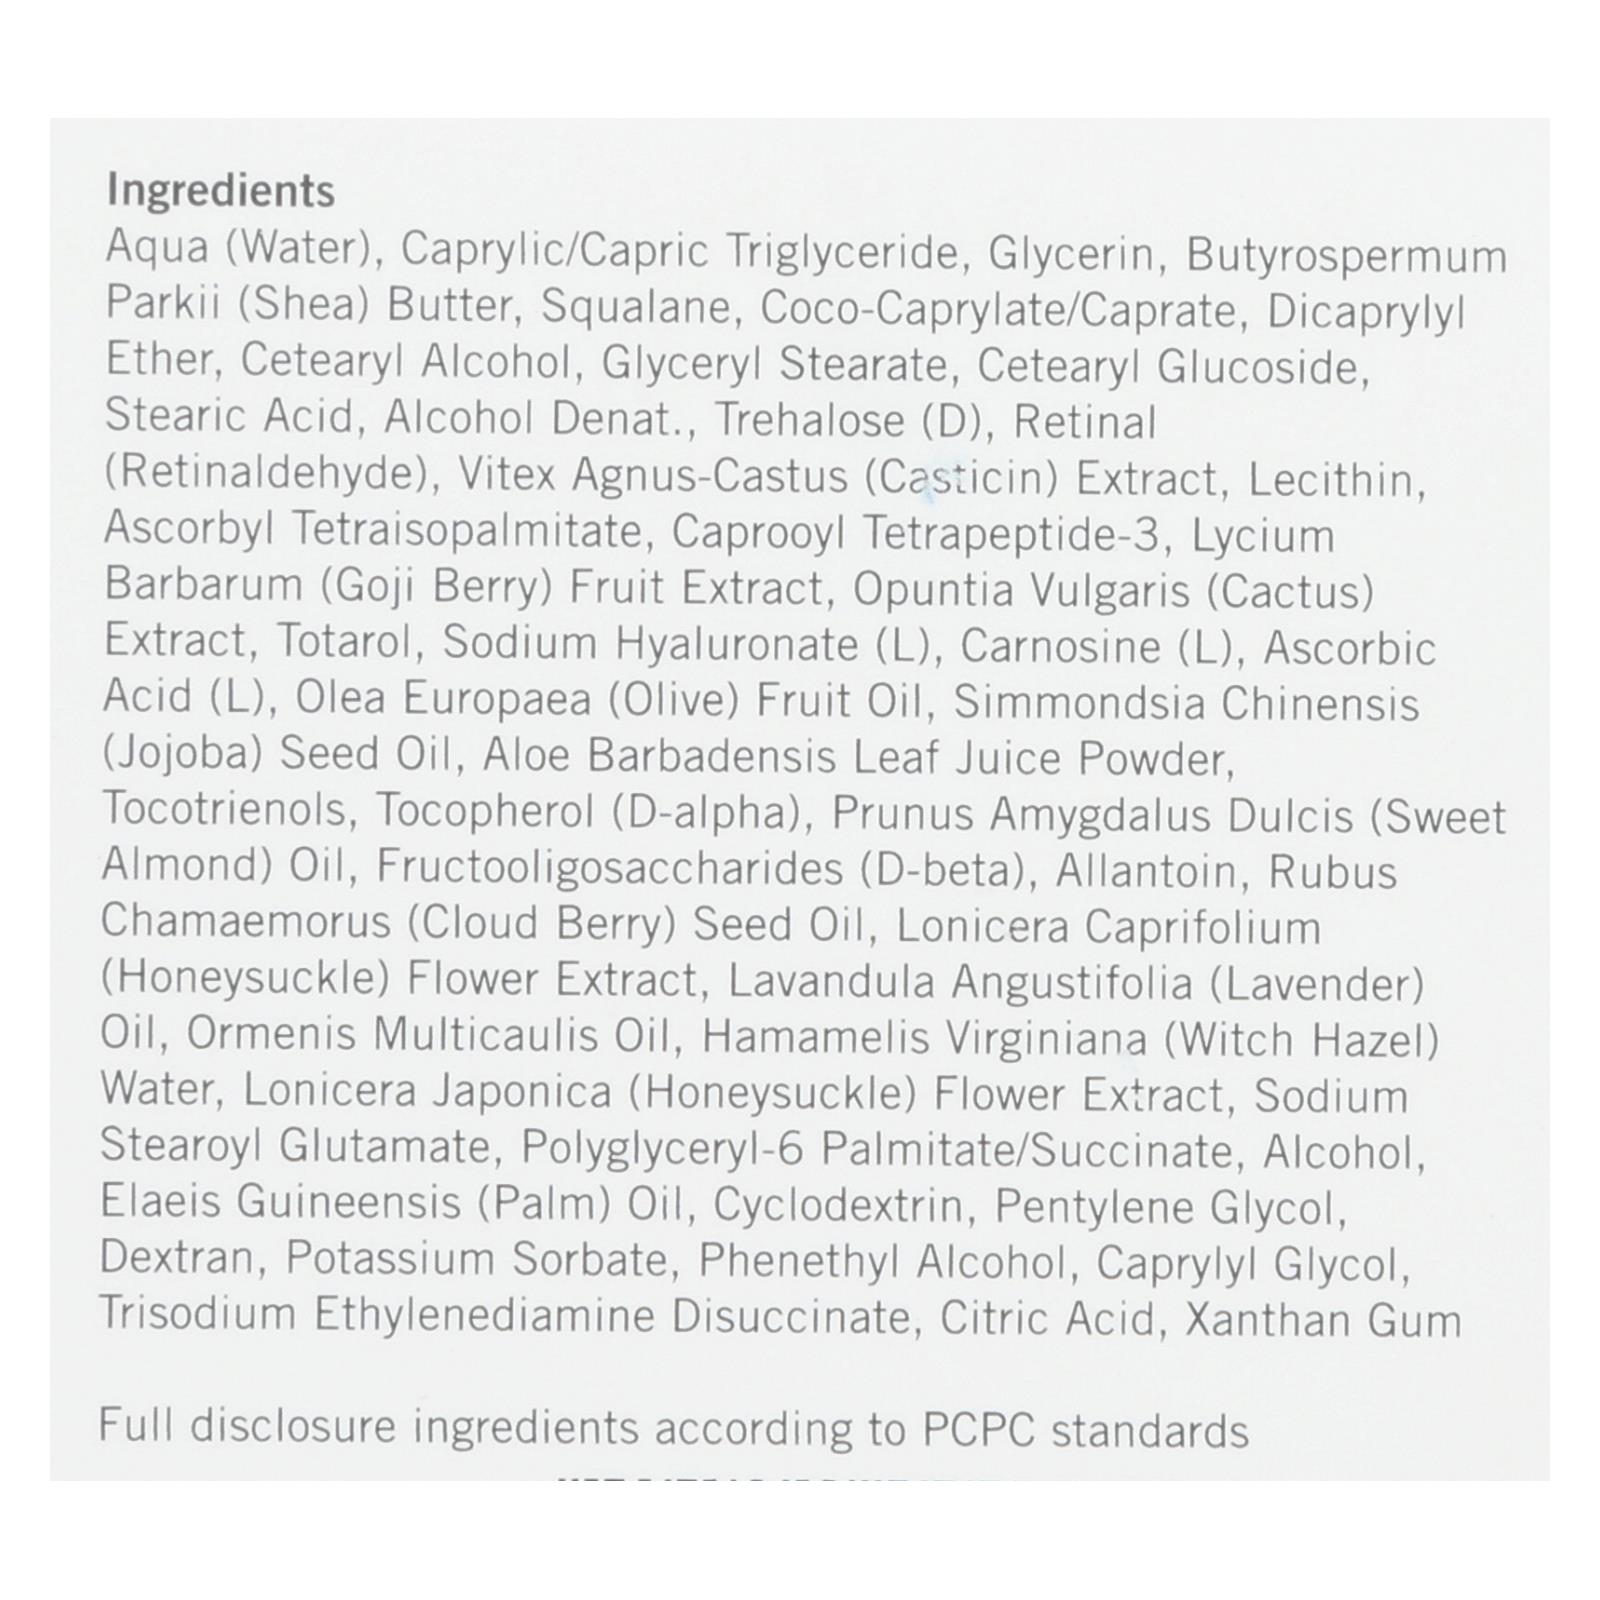 Ingredients
Aqua (Water), Caprylic/Capric Triglyceride, Glycerin, Butyrospermum
Parkii (Shea) Butter, Squalane, Coco-Caprylate/Caprate, Dicaprylyl
Ether, Cetearyl Alcohol, Glyceryl Stearate, Cetearyl Glucoside,
Stearic Acid, Alcohol Denat., Trehalose (D), Retinal
(Retinaldehyde), Vitex Agnus-Castus (Casticin) Extract, Lecithin,
Ascorbyl Tetraisopalmitate, Caprooyl Tetrapeptide-3, Lycium
Barbarum (Goji Berry) Fruit Extract, Opuntia Vulgaris (Cactus)
Extract, Totarol, Sodium Hyaluronate (L), Carnosine (L), Ascorbic
Acid (L), Olea Europaea (Olive) Fruit Oil, Simmondsia Chinensis
(Jojoba) Seed Oil, Aloe Barbadensis Leaf Juice Powder,
Tocotrienols, Tocopherol (D-alpha), Prunus Amygdalus Dulcis (Sweet
Almond) Oil, Fructooligosaccharides (D-beta), Allantoin, Rubus
Chamaemorus (Cloud Berry) Seed Oil, Lonicera Caprifolium
(Honeysuckle) Flower Extract, Lavandula Angustifolia (Lavender)
Oil, Ormenis Multicaulis Oil, Hamamelis Virginiana (Witch Hazel)
Water, Lonicera Japonica (Honeysuckle) Flower Extract, Sodium
Stearoyl Glutamate, Polyglyceryl-6 Palmitate/Succinate, Alcohol,
Elaeis Guineensis (Palm) Oil, Cyclodextrin, Pentylene Glycol,
Dextran, Potassium Sorbate, Phenethyl Alcohol, Caprylyl Glycol,
Trisodium Ethylenediamine Disuccinate, Citric Acid, Xanthan Gum
Full disclosure ingredients according to PCPC standards